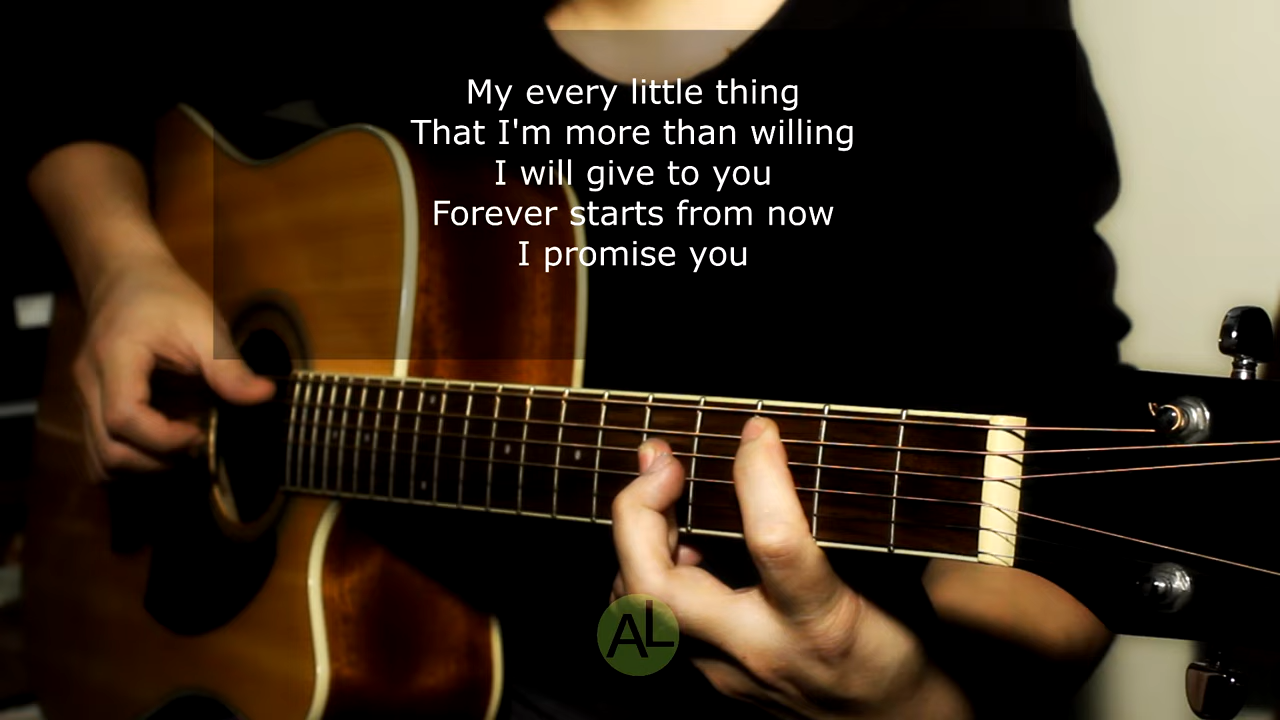 My every little thing
That I'm more than willing
I will give to you
Forever starts from now
I promise you
AL